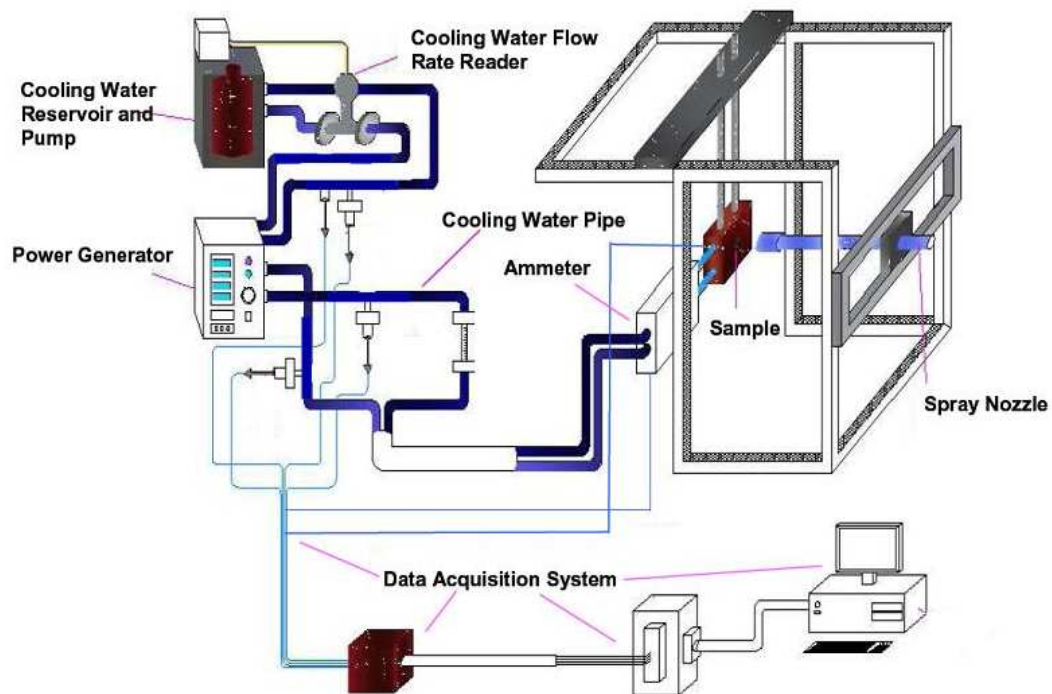 Cooling Water Flow
Rate Reader
Cooling Water
Reservoir and
Pump
Cooling Water Pipe
Power Generator
Ammeter
Sample
Spray Nozzle
Data Acquisition System